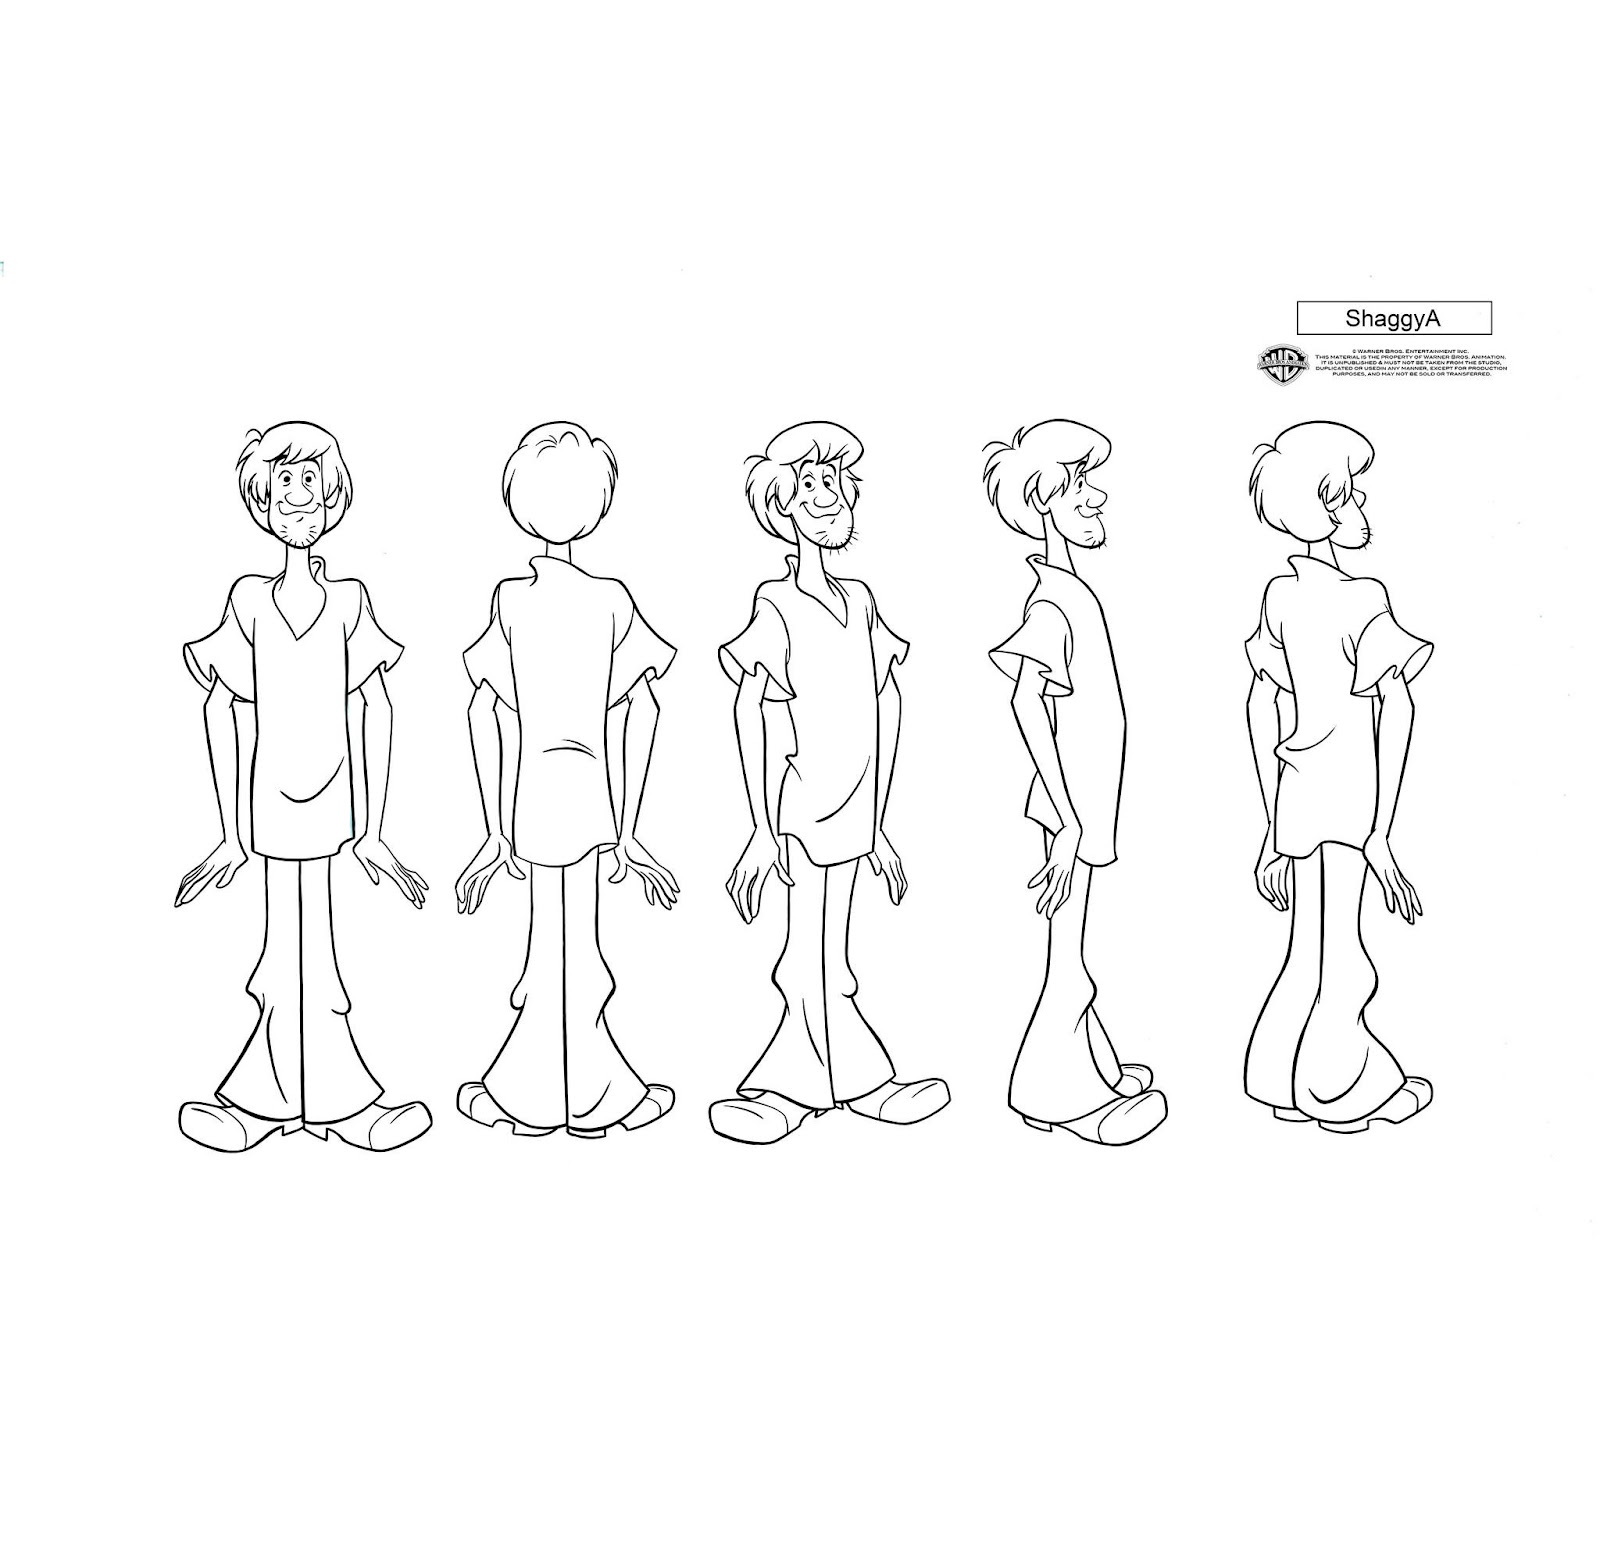 ShaggyA
© WARNER BROS. ENTERTAINMENT INC.
THIS MATERIAL IS THE PROPERTY OF WARNER BROS. ANIMATION.
IT IS UNPUBLISHED & MUST NOT BE TAKEN FROM THE STUDIO,
DUPLICATED OR USEDIN ANY MANNER, EXCEPT FOR PRODUCTION
PURPOSES, AND MAY NOT BE SOLD OR TRANSFERRED.